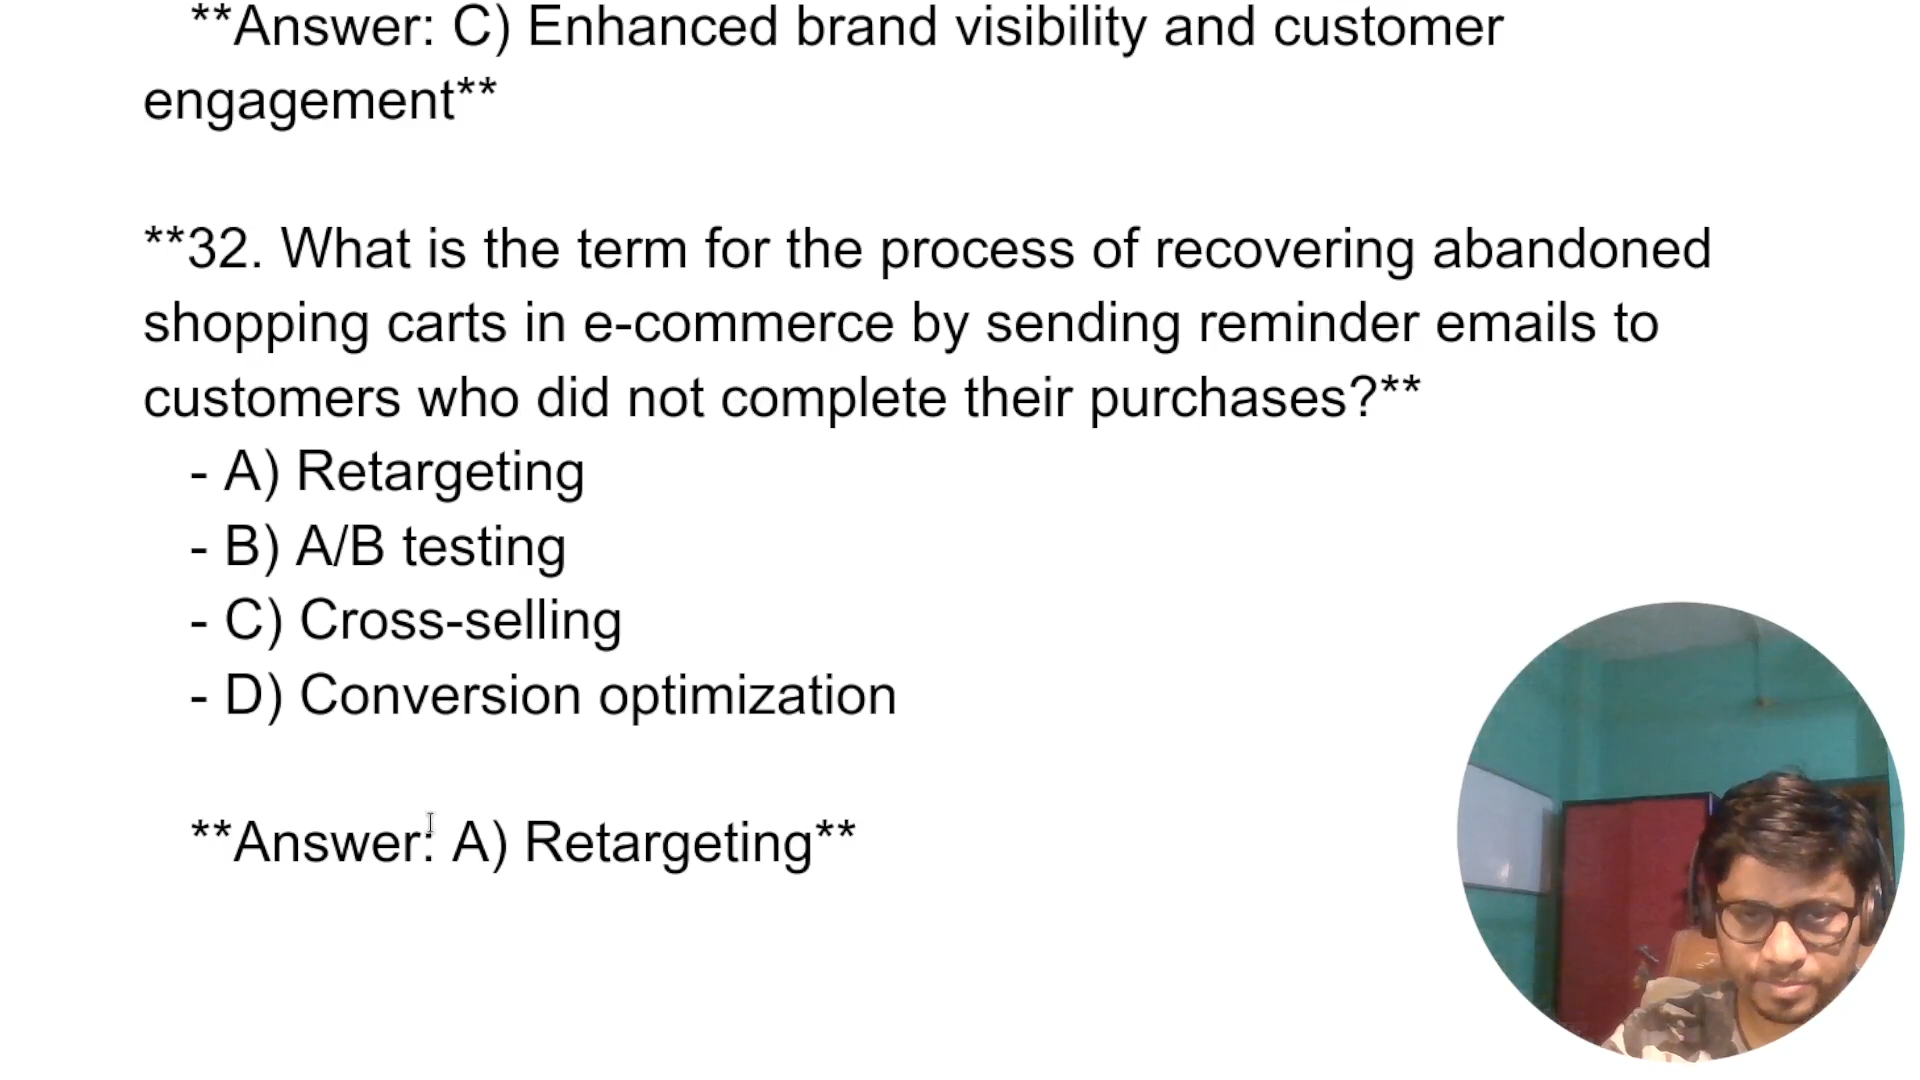 **Answer: C) Enhanced brand visibility and customer
engagement**
**32. What is the term for the process of recovering abandoned
shopping carts in e-commerce by sending reminder emails to
customers who did not complete their purchases?**
- A) Retargeting
- B) A/B testing
- C) Cross-selling
- D) Conversion optimization
**Answer: A) Retargeting**